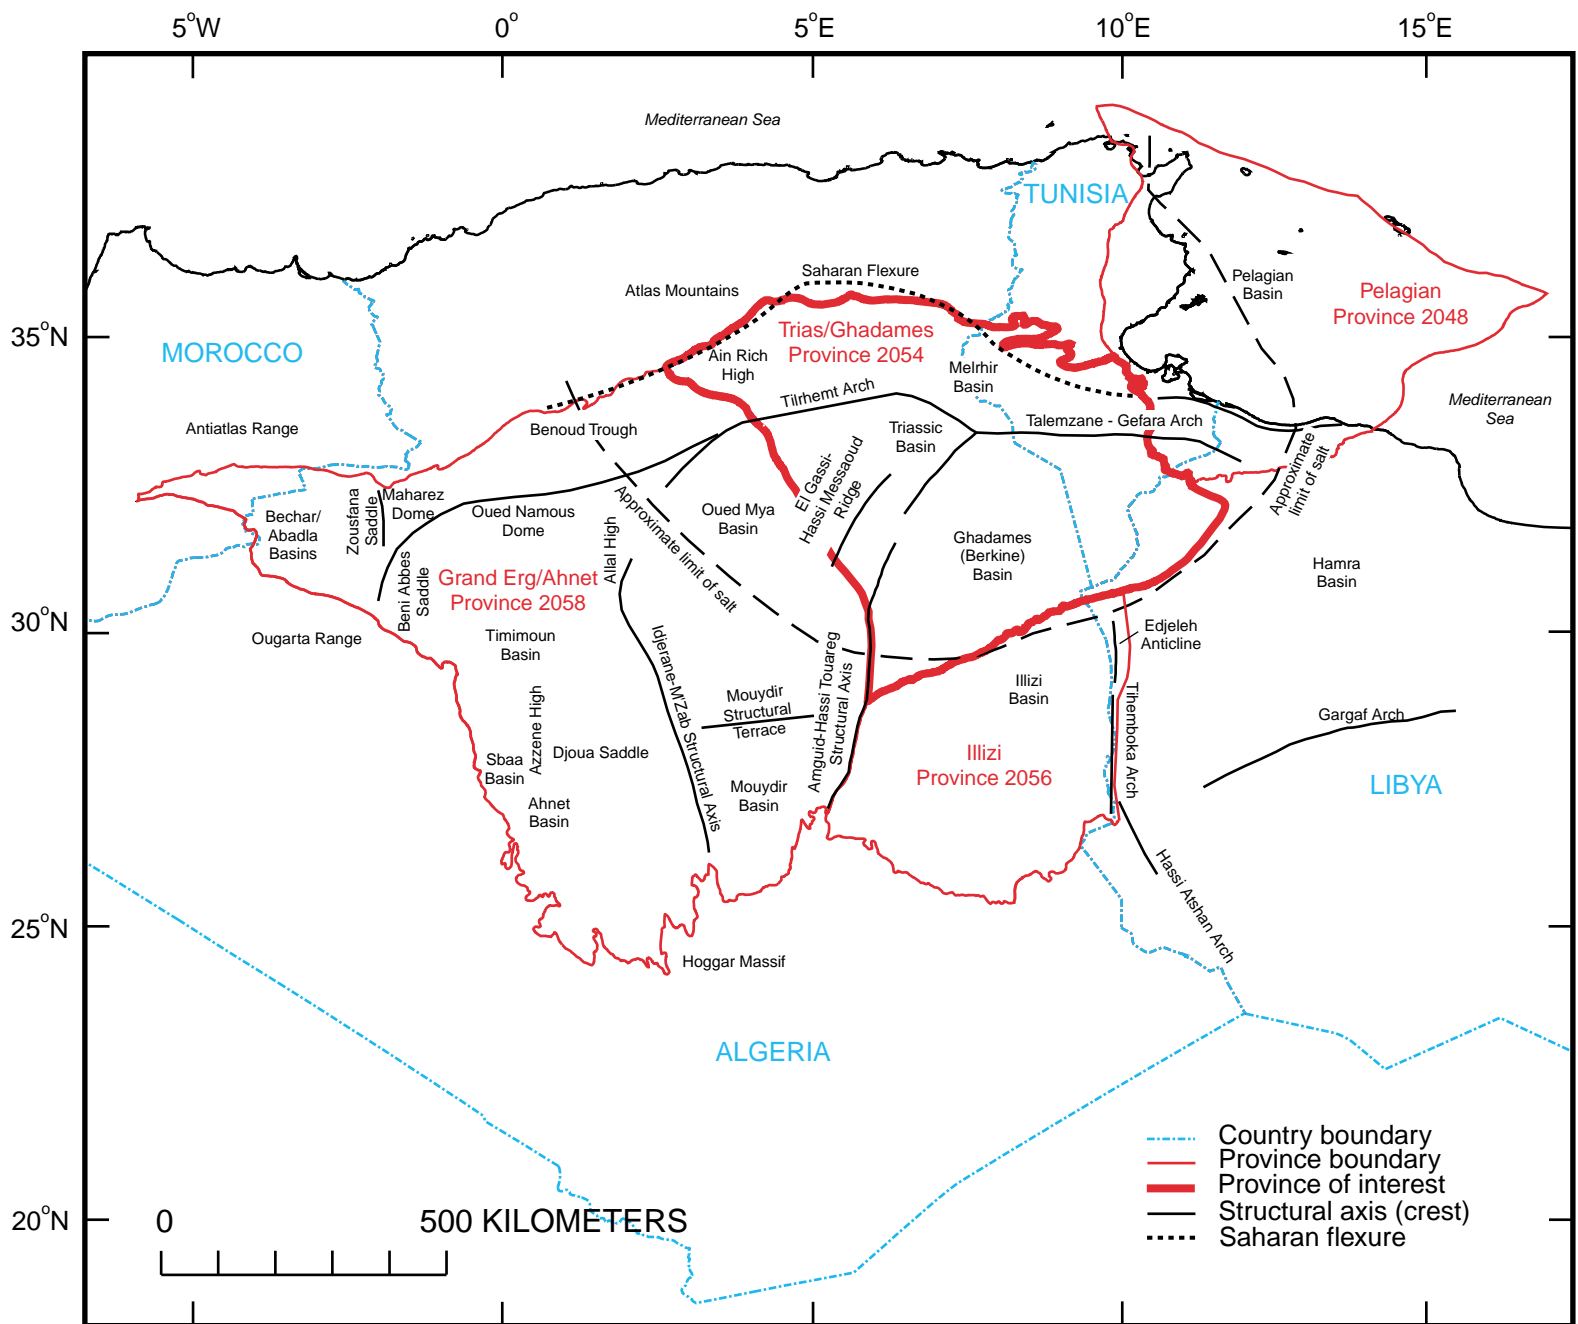 5°W
0°
5°E
10°E
15°E
Mediterranean Sea
TUNISIA
Saharan Flexure
Pelagian
Basin
Atlas Mountains
Pelagian
Province 2048
35°N
Trias/Ghadames
Province 2054
MOROCCO
Ain Rich
High
Melrhir
Basin
Tilrhemt Arch
Mediterranean
Sea
Antiatlas Range
Benoud Trough
Triassic
Basin
Talemzane - Gefara Arch
Approximate
limit of salt
El Gassi-
Hassi Messaoud
Ridge
Zousfana
Saddle
Maharez
Dome
Bechar/
Abadla
Basins
Oued Namous
Dome
Approximate limit of salt
Oued Mya
Basin
Allal High
Ghadames
(Berkine)
Basin
Hamra
Basin
Beni Abbes
Saddle
Grand Erg/Ahnet
Province 2058
30°N
Ougarta Range
Timimoun
Basin
Idjerane-M'Zab Structural Axis
Edjeleh
Anticline
Amguid-Hassi Touareg
Structural Axis
Illizi
Basin
Mouydir
Structural
Terrace
Azzene High
Tihemboka Arch
Gargaf Arch
Djoua Saddle
Sbaa
Basin
Illizi
Province 2056
LIBYA
Mouydir
Basin
Ahnet
Basin
Hassi Atshan Arch
25°N
Hoggar Massif
ALGERIA
Country boundary
Province boundary
Province of interest
Structural axis (crest)
Saharan flexure
20°N
0
500 KILOMETERS